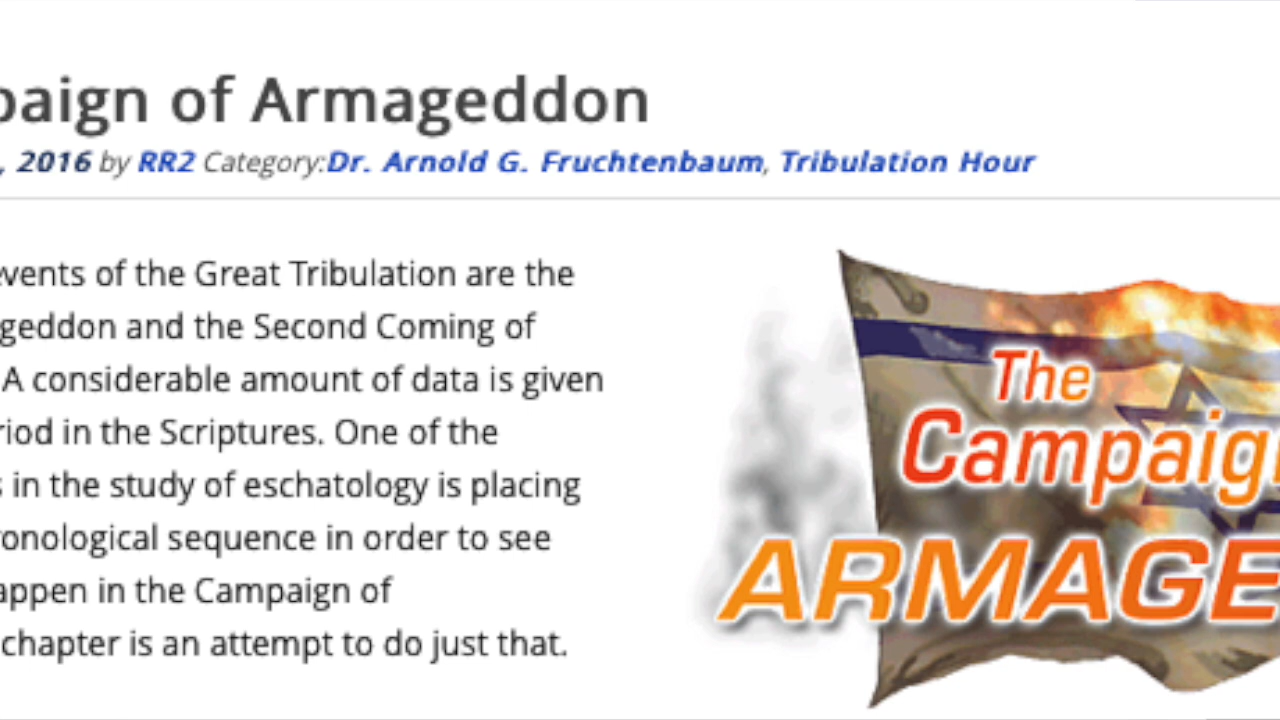 paign of Armageddon
, 2016 by RR2 Category:Dr. Arnold G. Fruchtenbaum, Tribulation Hour
events of the Great Tribulation are the
geddon and the Second Coming of
A considerable amount of data is given
riod in the Scriptures. One of the
s in the study of eschatology is placing
ronological sequence in order to see
appen in the Campaign of
chapter is an attempt to do just that.
The
Campaig
ARMAGE